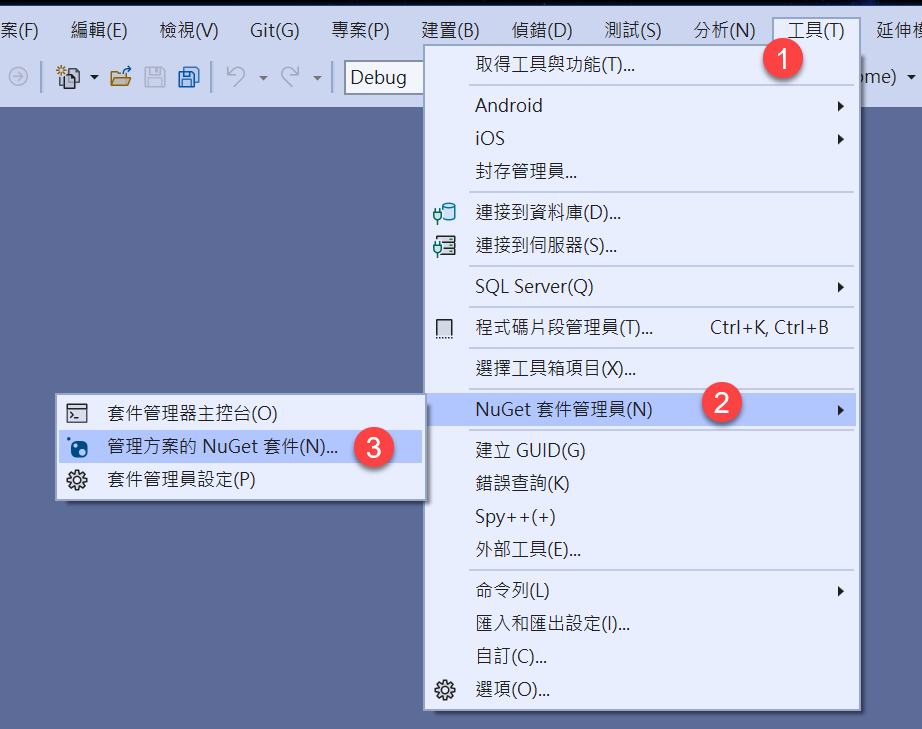 案(F) 編輯(E) 檢視(V) Git(G) 專案(P) 建置(B) 偵錯(D) 測試(S) 分析(N) 工具(T) 延伸模
Debug
ome)
1
取得工具與功能(T)...
Android
iOS
封存管理員...
連接到資料庫(D)...
連接到伺服器(S)...
SQL Server(Q)
程式碼片段管理員(T)... Ctrl+K, Ctrl+B
選擇工具箱項目(X)...
NuGet 套件管理員(N) 2
套件管理器主控台(O)
管理方案的 NuGet 套件(N)... 3
套件管理員設定(P)
建立 GUID(G)
錯誤查詢(K)
Spy++(+)
外部工具(E)...
命令列(L)
匯入和匯出設定(I)...
自訂(C)...
選項(O)...